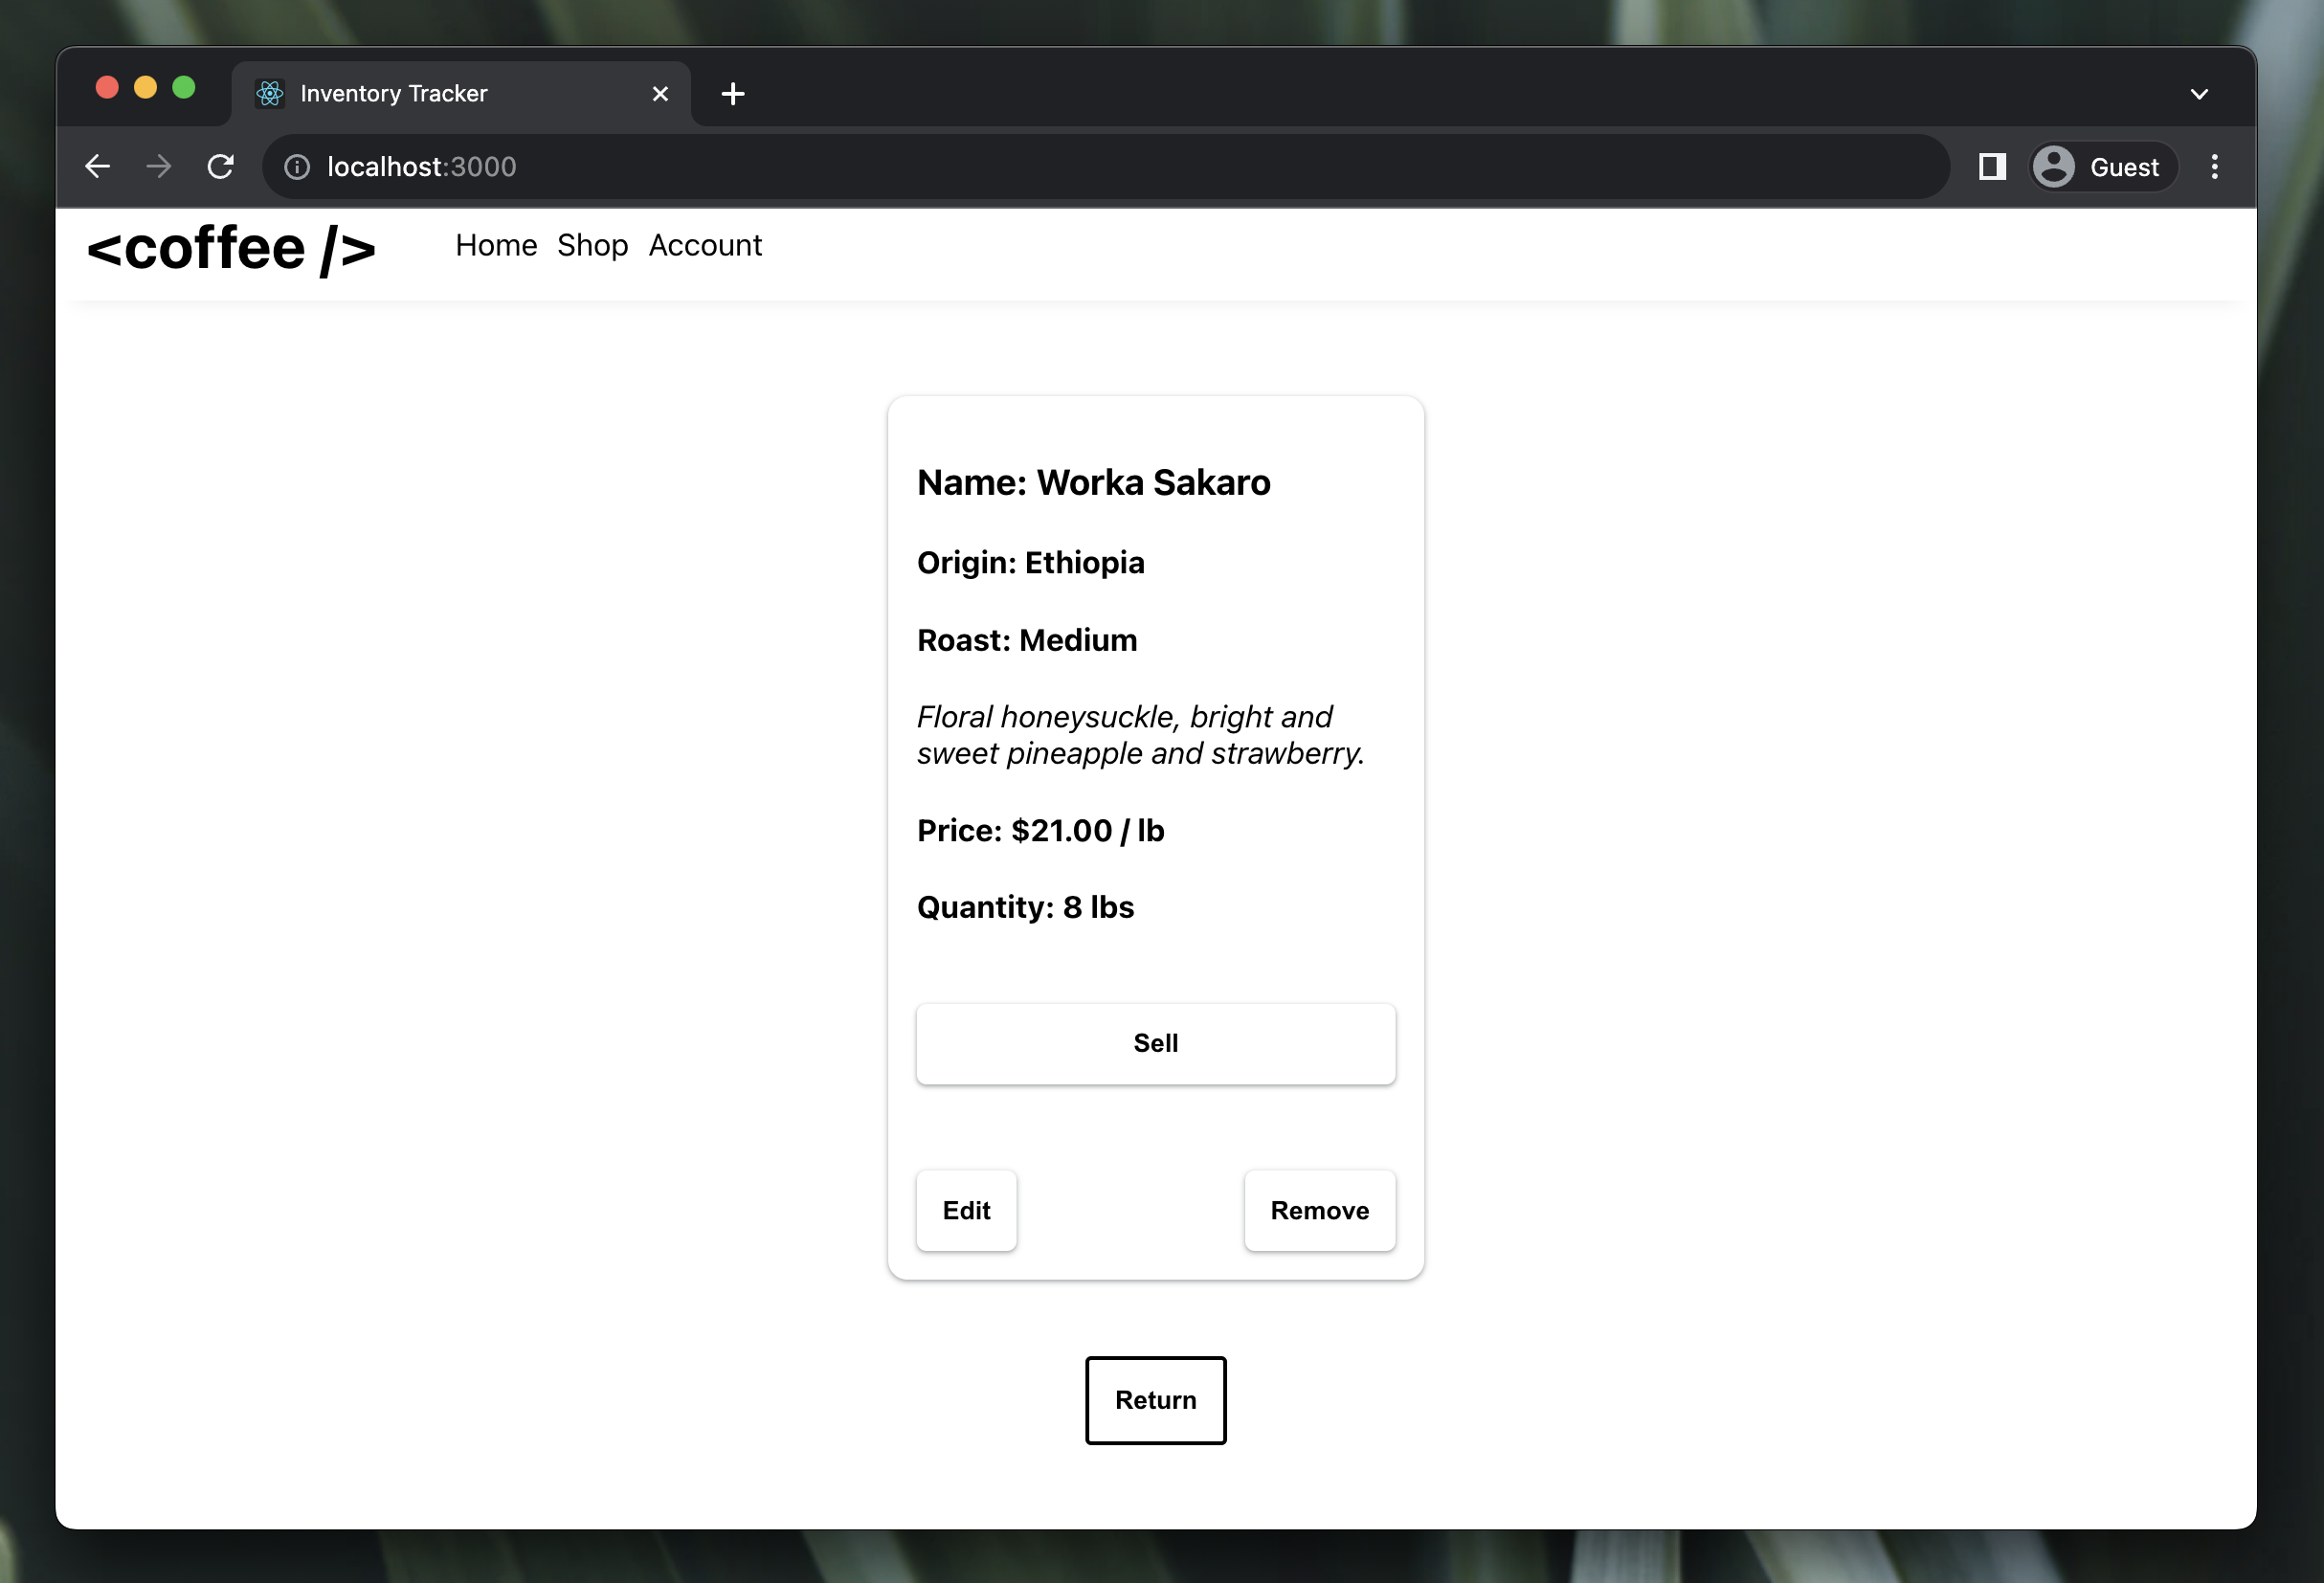 Inventory Tracker
localhost:3000
Guest
<coffee />
Home Shop Account
Name: Worka Sakaro
Origin: Ethiopia
Roast: Medium
Floral honeysuckle, bright and
sweet pineapple and strawberry.
Price: $21.00 / lb
Quantity: 8 lbs
Sell
Edit
Remove
Return